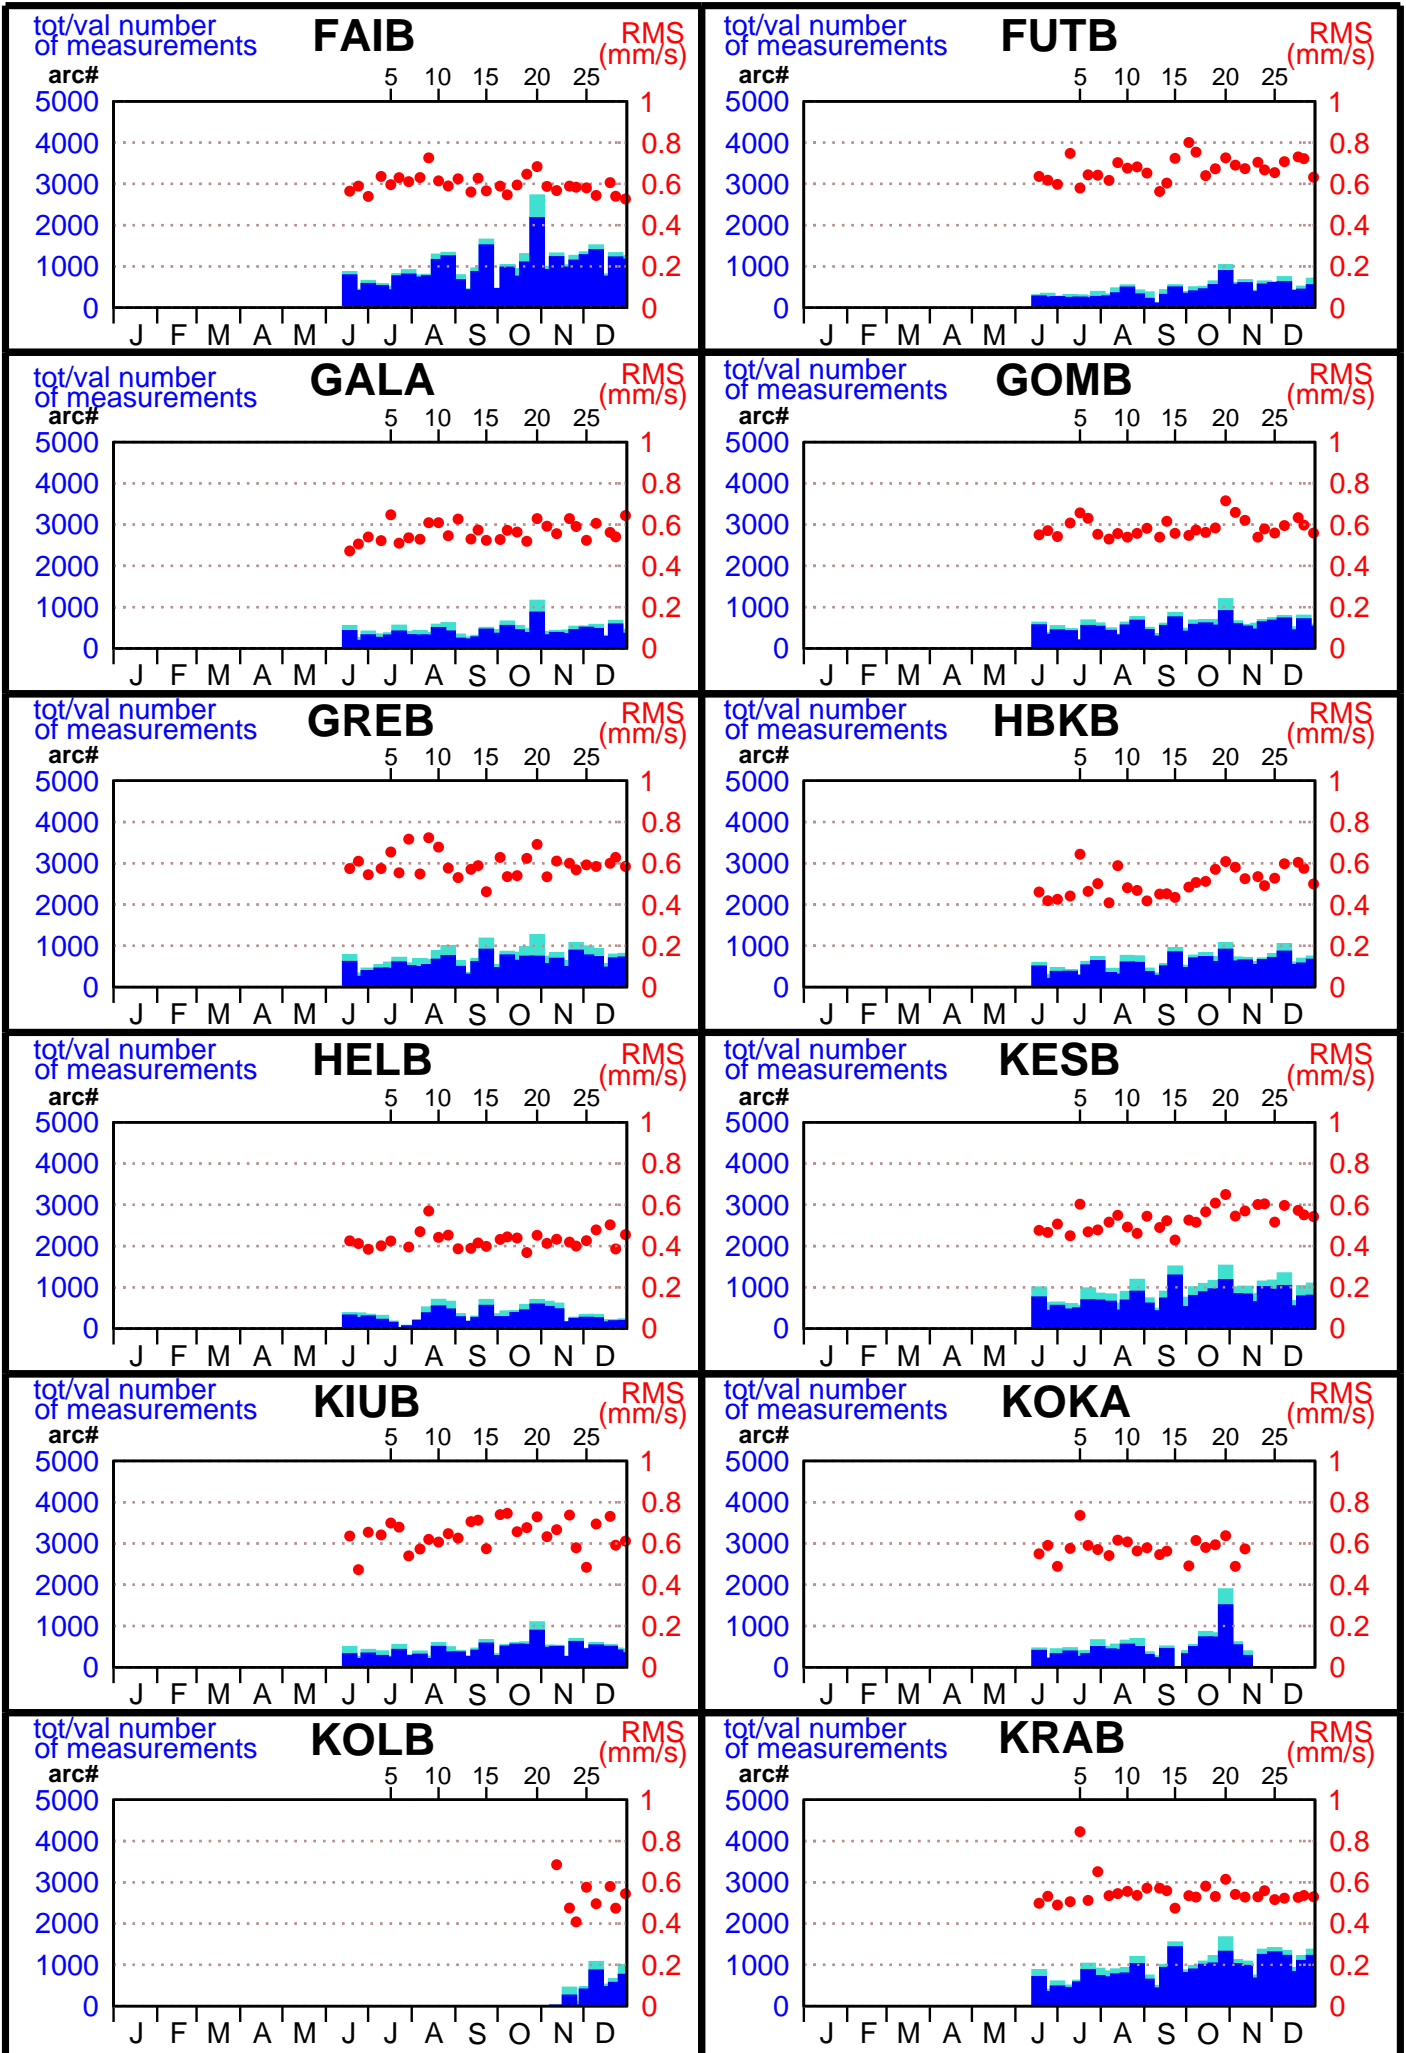 tot/val number
of measurements
FAIB
RMS
(mm/s)
arc#
5 10 15 20 25
5000 1
4000 0.8
3000 0.6
2000 0.4
1000 0.2
0 0
J F M A M J J A S O N D
tot/val number
of measurements
FUTB
RMS
(mm/s)
arc#
5 10 15 20 25
5000 1
4000 0.8
3000 0.6
2000 0.4
1000 0.2
0 0
J F M A M J J A S O N D
tot/val number
of measurements
GALA
RMS
(mm/s)
arc#
5 10 15 20 25
5000 1
4000 0.8
3000 0.6
2000 0.4
1000 0.2
0 0
J F M A M J J A S O N D
tot/val number
of measurements
GOMB
RMS
(mm/s)
arc#
5 10 15 20 25
5000 1
4000 0.8
3000 0.6
2000 0.4
1000 0.2
0 0
J F M A M J J A S O N D
tot/val number
of measurements
GREB
RMS
(mm/s)
arc#
5 10 15 20 25
5000 1
4000 0.8
3000 0.6
2000 0.4
1000 0.2
0 0
J F M A M J J A S O N D
tot/val number
of measurements
HBKB
RMS
(mm/s)
arc#
5 10 15 20 25
5000 1
4000 0.8
3000 0.6
2000 0.4
1000 0.2
0 0
J F M A M J J A S O N D
tot/val number
of measurements
HELB
RMS
(mm/s)
arc#
5 10 15 20 25
5000 1
4000 0.8
3000 0.6
2000 0.4
1000 0.2
0 0
J F M A M J J A S O N D
tot/val number
of measurements
KESB
RMS
(mm/s)
arc#
5 10 15 20 25
5000 1
4000 0.8
3000 0.6
2000 0.4
1000 0.2
0 0
J F M A M J J A S O N D
tot/val number
of measurements
KIUB
RMS
(mm/s)
arc#
5 10 15 20 25
5000 1
4000 0.8
3000 0.6
2000 0.4
1000 0.2
0 0
J F M A M J J A S O N D
tot/val number
of measurements
KOKA
RMS
(mm/s)
arc#
5 10 15 20 25
5000 1
4000 0.8
3000 0.6
2000 0.4
1000 0.2
0 0
J F M A M J J A S O N D
tot/val number
of measurements
KOLB
RMS
(mm/s)
arc#
5 10 15 20 25
5000 1
4000 0.8
3000 0.6
2000 0.4
1000 0.2
0 0
J F M A M J J A S O N D
tot/val number
of measurements
KRAB
RMS
(mm/s)
arc#
5 10 15 20 25
5000 1
4000 0.8
3000 0.6
2000 0.4
1000 0.2
0 0
J F M A M J J A S O N D